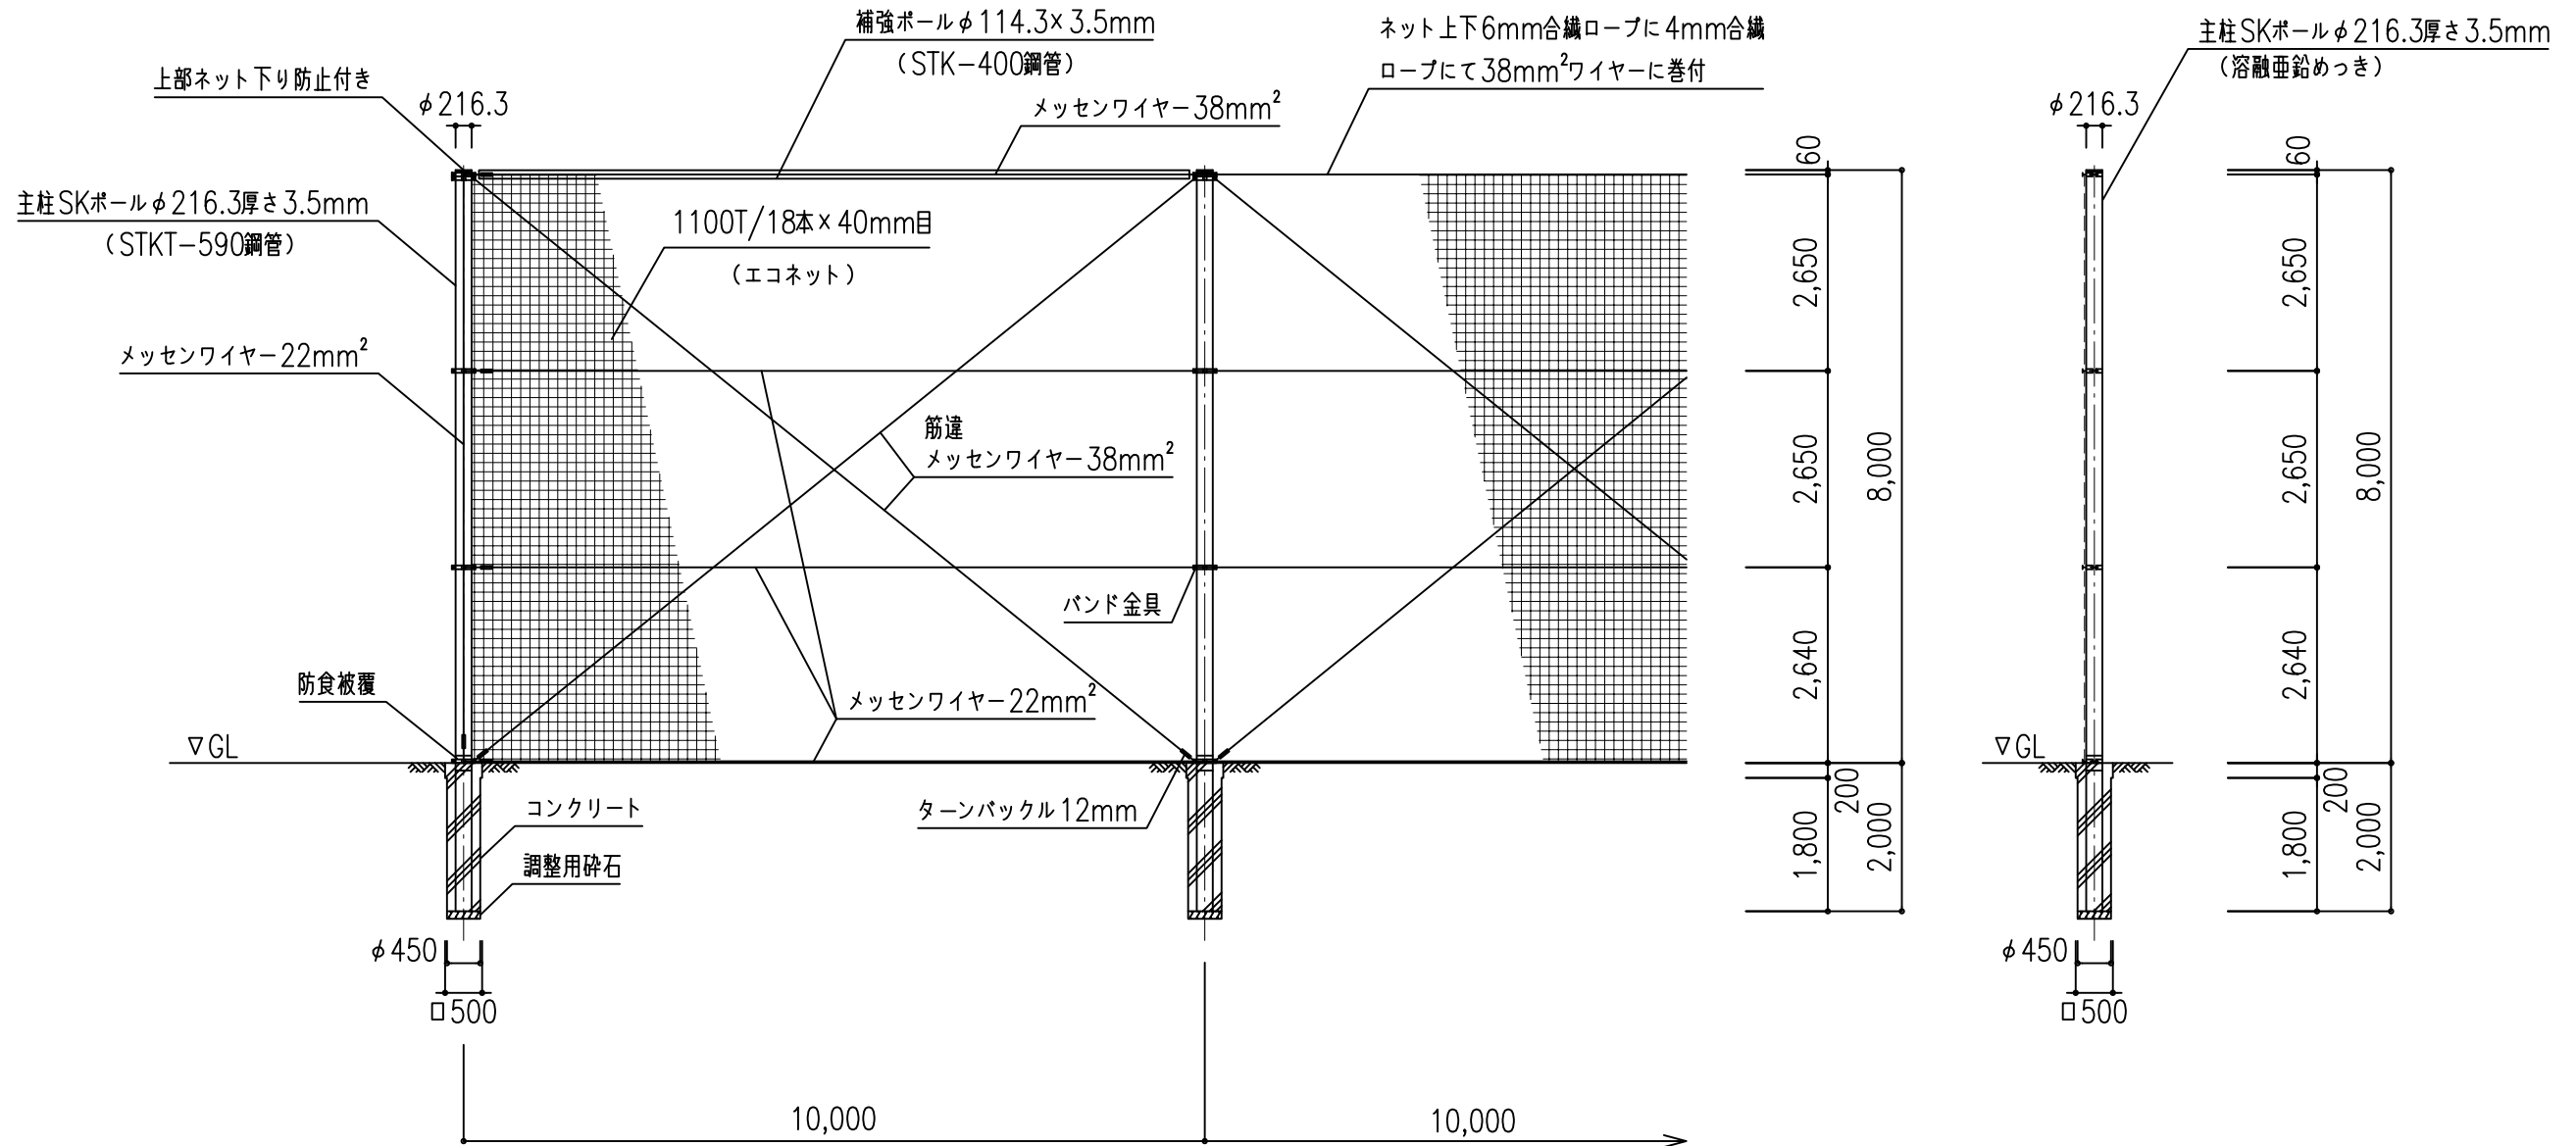 補強ポールφ114.3×3.5mm
（STK−400鋼管）
ネット上下6mm合繊ロープに4mm合繊
ロープにて38mm²ワイヤーに巻付
主柱SKポールφ216.3厚さ3.5mm
（溶融亜鉛めっき）
上部ネット下り防止付き
φ216.3
メッセンワイヤー38mm²
φ216.3
主柱SKポールφ216.3厚さ3.5mm
（STKT−590鋼管）
1100T/18本×40mm目
（エコネット）
メッセンワイヤー22mm²
筋違
メッセンワイヤー38mm²
バンド金具
防食被覆
メッセンワイヤー22mm²
▽GL
コンクリート
調整用砕石
ターンバックル12mm
φ450
□500
10,000
10,000
60
2,650
2,650
2,640
8,000
200
1,800
2,000
▽GL
φ450
□500
60
2,650
2,650
2,640
8,000
200
1,800
2,000